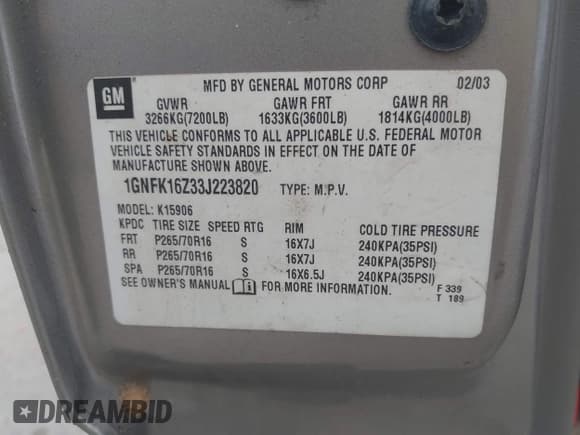 GM
MFD BY GENERAL MOTORS CORP 02/03
GVWR GAWR FRT GAWR RR
3266KG(7200LB) 1633KG(3600LB) 1814KG(4000LB)
THIS VEHICLE CONFORMS TO ALL APPLICABLE U.S. FEDERAL MOTOR
VEHICLE SAFETY STANDARDS IN EFFECT ON THE DATE OF
MANUFACTURE SHOWN ABOVE.
1GNFK16Z33J223820 TYPE: M.P.V.
MODEL: K15906
KPDC TIRE SIZE SPEED RTG RIM COLD TIRE PRESSURE
FRT P265/70R16 S 16X7J 240KPA(35PSI)
RR P265/70R16 S 16X7J 240KPA(35PSI)
SPA P265/70R16 S 16X6.5J 240KPA(35PSI)
SEE OWNER'S MANUAL FOR MORE INFORMATION. F 339
T 189
DREAMBID